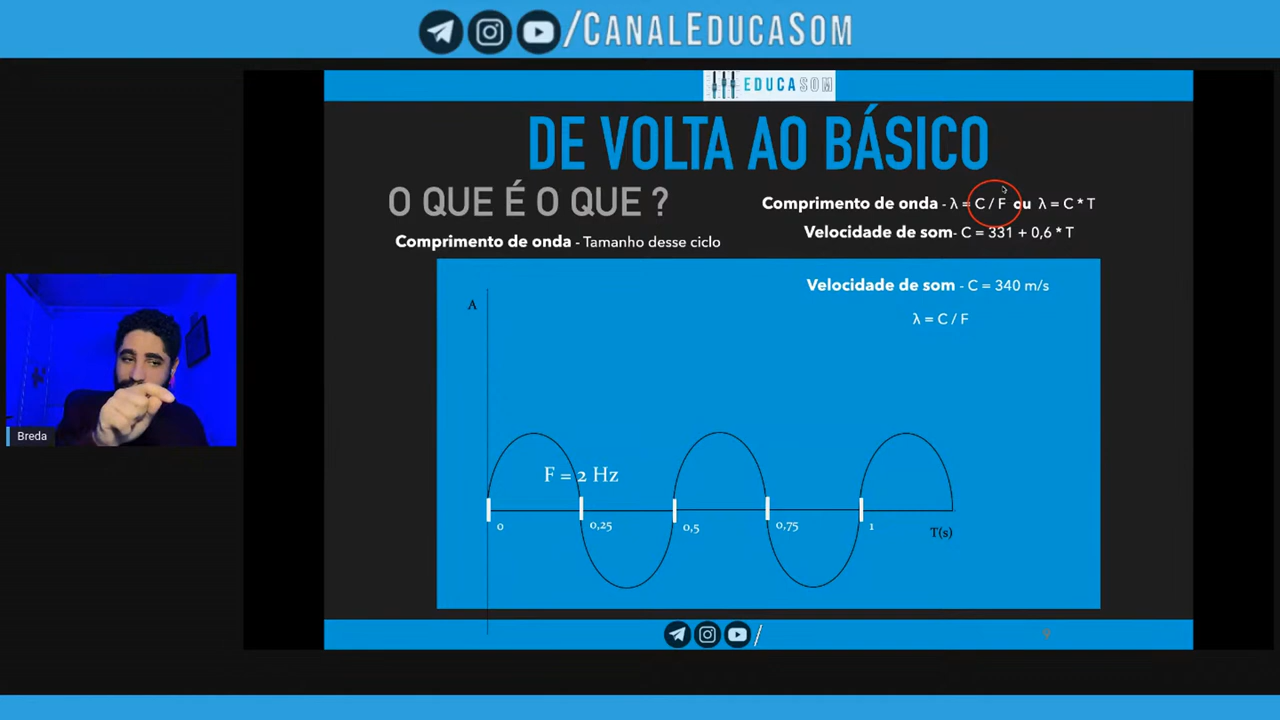 /CANALEDUCASOM
EDUCASOM
DE VOLTA AO BÁSICO
O QUE É O QUE ?
Comprimento de onda - Tamanho desse ciclo
Comprimento de onda - λ = C / F ou λ = C * T
Velocidade de som- C = 331 + 0,6 * T
Velocidade de som - C = 340 m/s
λ = C / F
A
F = 2 Hz
0 0,25 0,5 0,75 1
T(s)
Breda
/
9